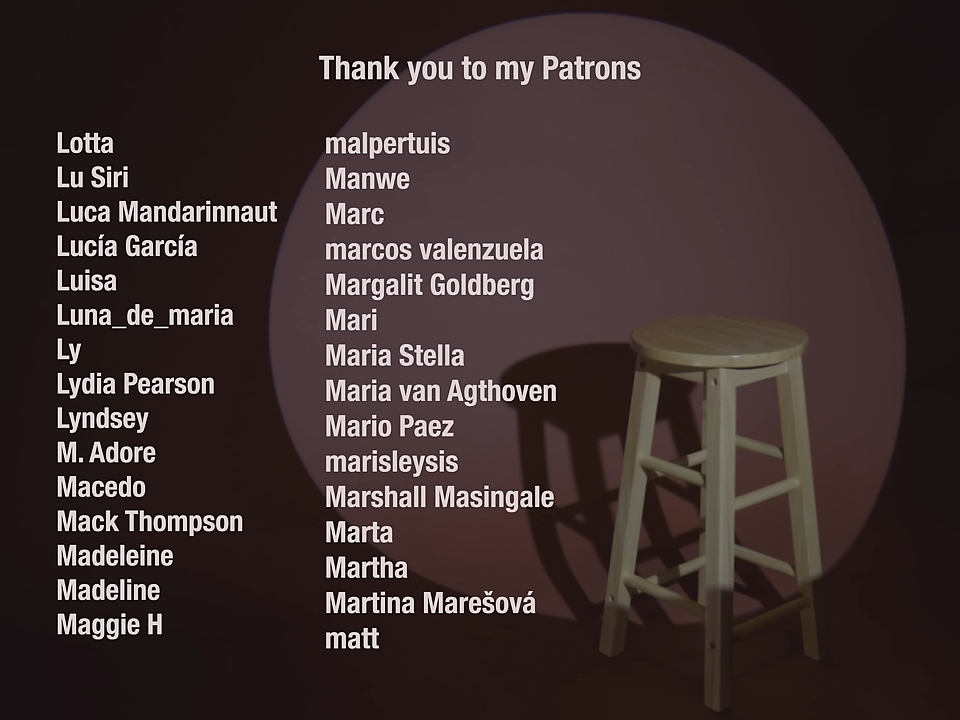 Thank you to my Patrons
Lotta
Lu Siri
Luca Mandarinnaut
Lucía García
Luisa
Luna_de_maria
Ly
Lydia Pearson
Lyndsey
M. Adore
Macedo
Mack Thompson
Madeleine
Madeline
Maggie H
malpertuis
Manwe
Marc
marcos valenzuela
Margalit Goldberg
Mari
Maria Stella
Maria van Agthoven
Mario Paez
marisleysis
Marshall Masingale
Marta
Martha
Martina Marešová
matt